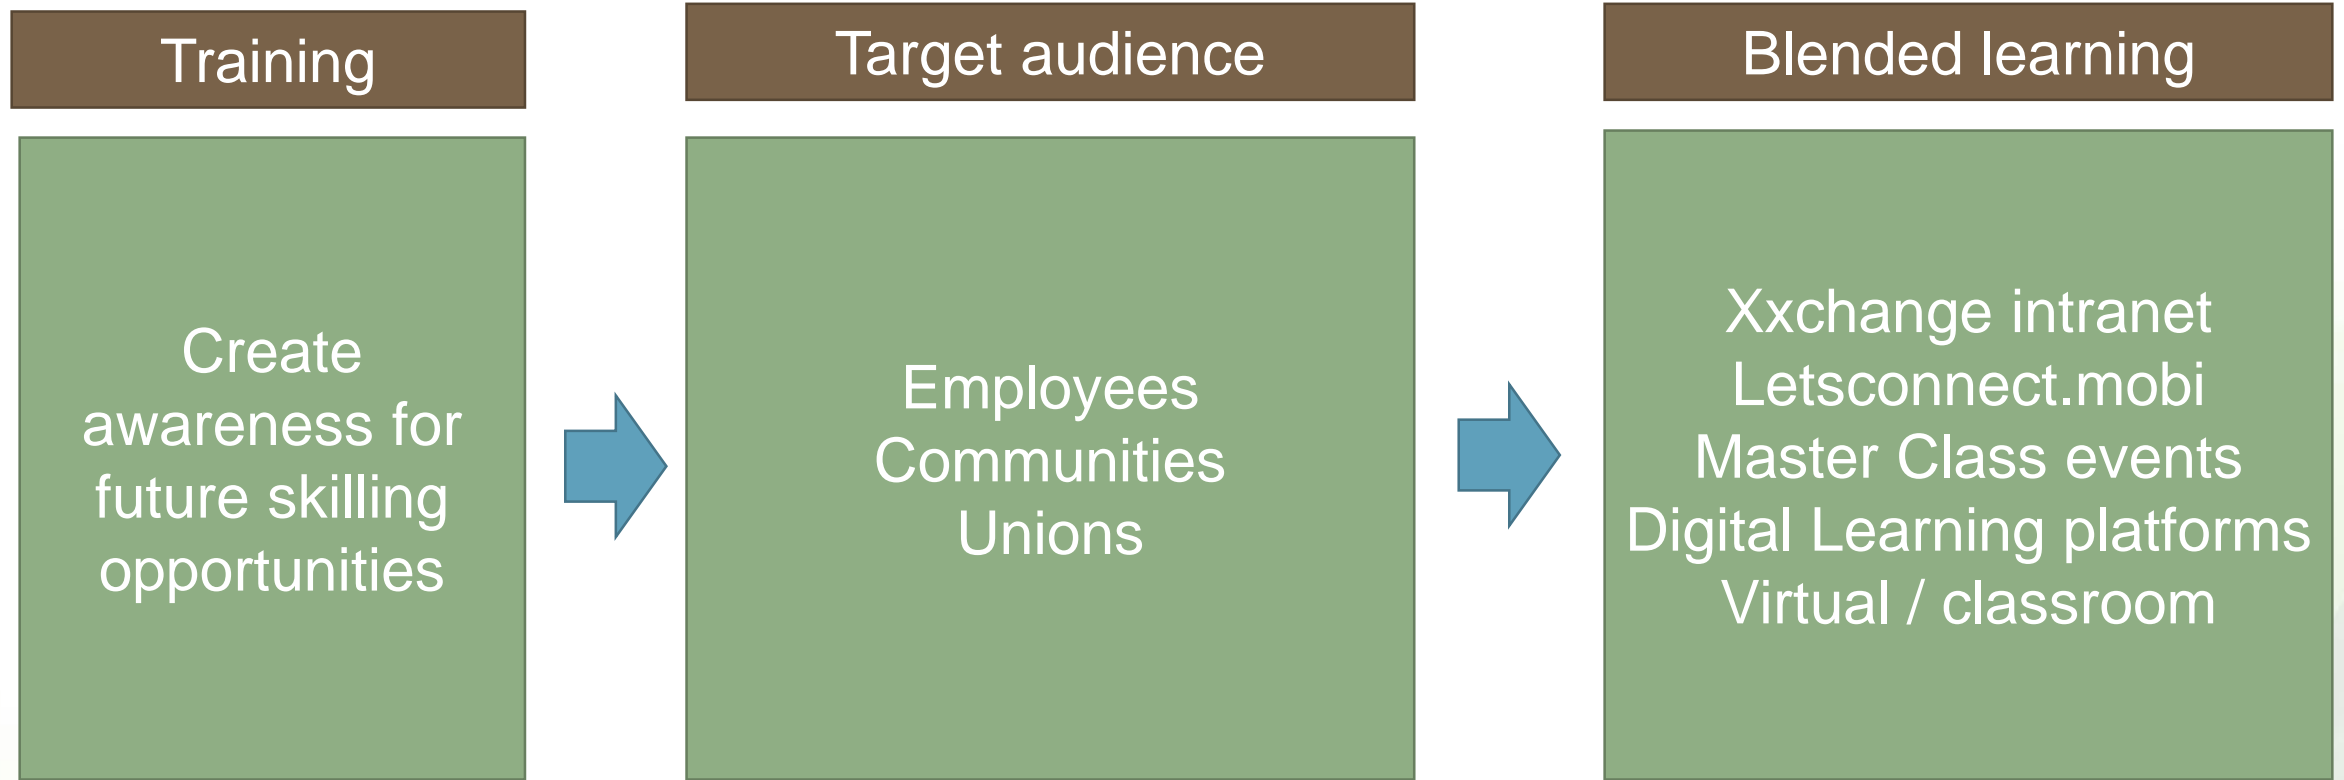 Training
Create
awareness for
future skilling
opportunities
Target audience
Employees
Communities
Unions
Blended learning
Xxchange intranet
Letsconnect.mobi
Master Class events
Digital Learning platforms
Virtual / classroom